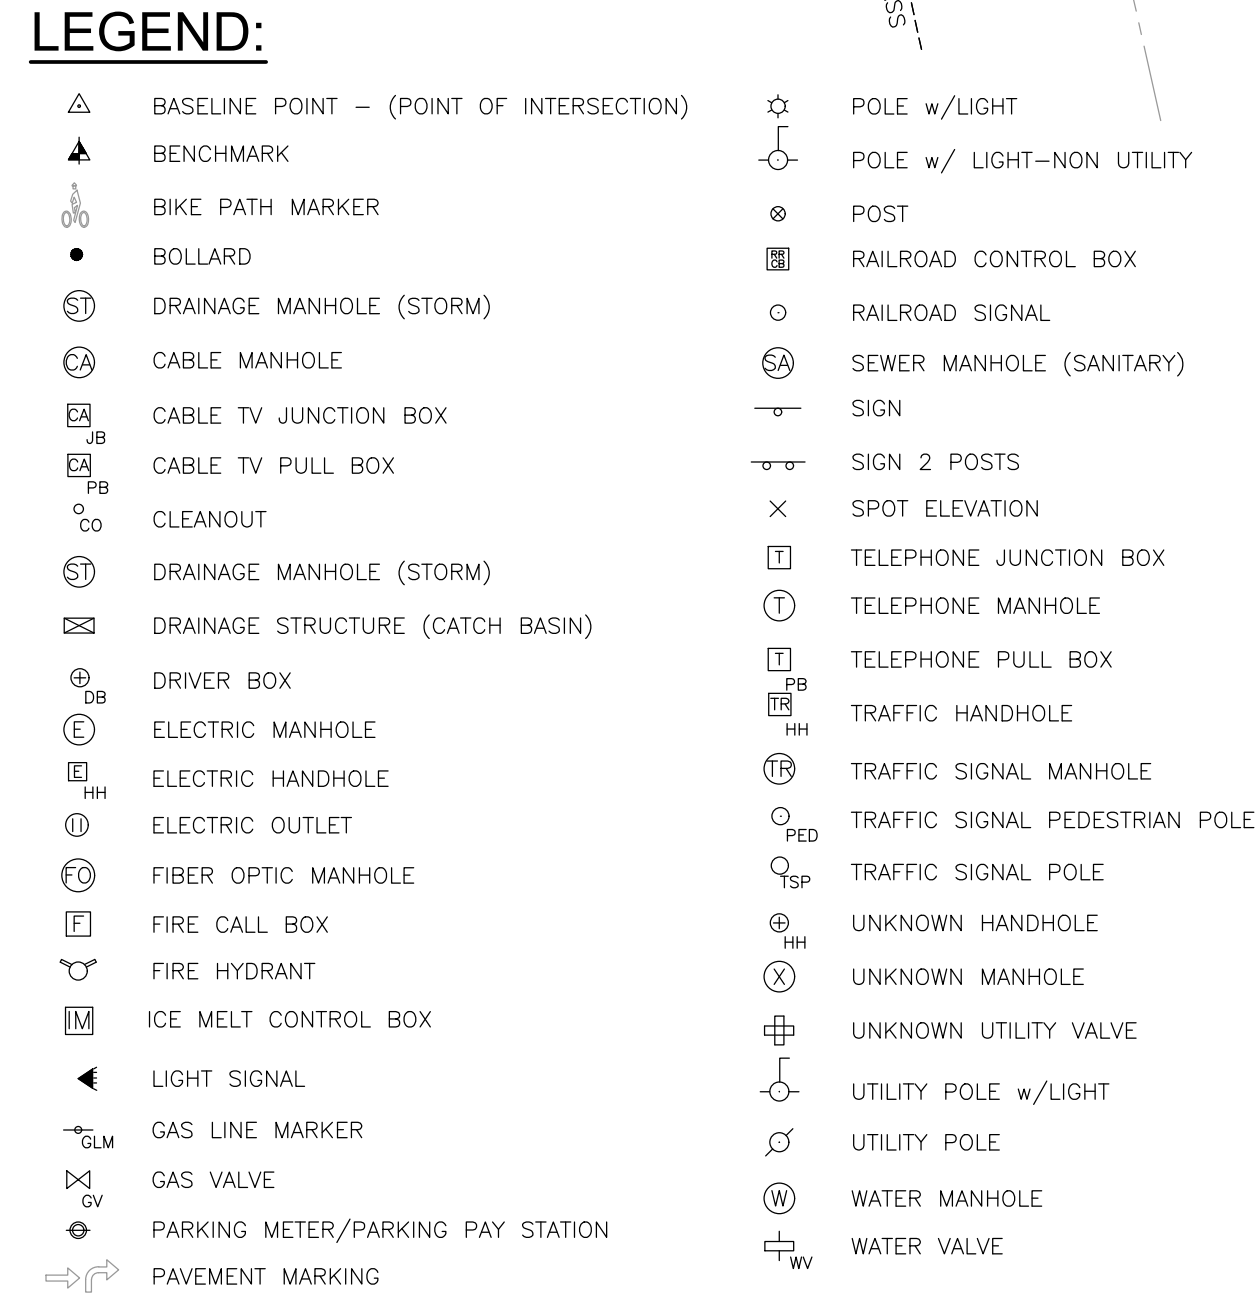 LEGEND:
SS
BASELINE POINT – (POINT OF INTERSECTION)
BENCHMARK
BIKE PATH MARKER
BOLLARD
ST DRAINAGE MANHOLE (STORM)
CA CABLE MANHOLE
CA JB CABLE TV JUNCTION BOX
CA PB CABLE TV PULL BOX
CO CLEANOUT
ST DRAINAGE MANHOLE (STORM)
DRAINAGE STRUCTURE (CATCH BASIN)
DB DRIVER BOX
E ELECTRIC MANHOLE
E HH ELECTRIC HANDHOLE
ELECTRIC OUTLET
FO FIBER OPTIC MANHOLE
F FIRE CALL BOX
FIRE HYDRANT
IM ICE MELT CONTROL BOX
LIGHT SIGNAL
GLM GAS LINE MARKER
GV GAS VALVE
PARKING METER/PARKING PAY STATION
PAVEMENT MARKING
POLE w/LIGHT
POLE w/ LIGHT–NON UTILITY
POST
RR CB RAILROAD CONTROL BOX
RAILROAD SIGNAL
SA SEWER MANHOLE (SANITARY)
SIGN
SIGN 2 POSTS
SPOT ELEVATION
T TELEPHONE JUNCTION BOX
T TELEPHONE MANHOLE
T PB TELEPHONE PULL BOX
TR HH TRAFFIC HANDHOLE
TR TRAFFIC SIGNAL MANHOLE
PED TRAFFIC SIGNAL PEDESTRIAN POLE
TSP TRAFFIC SIGNAL POLE
HH UNKNOWN HANDHOLE
X UNKNOWN MANHOLE
UNKNOWN UTILITY VALVE
UTILITY POLE w/LIGHT
UTILITY POLE
W WATER MANHOLE
WV WATER VALVE